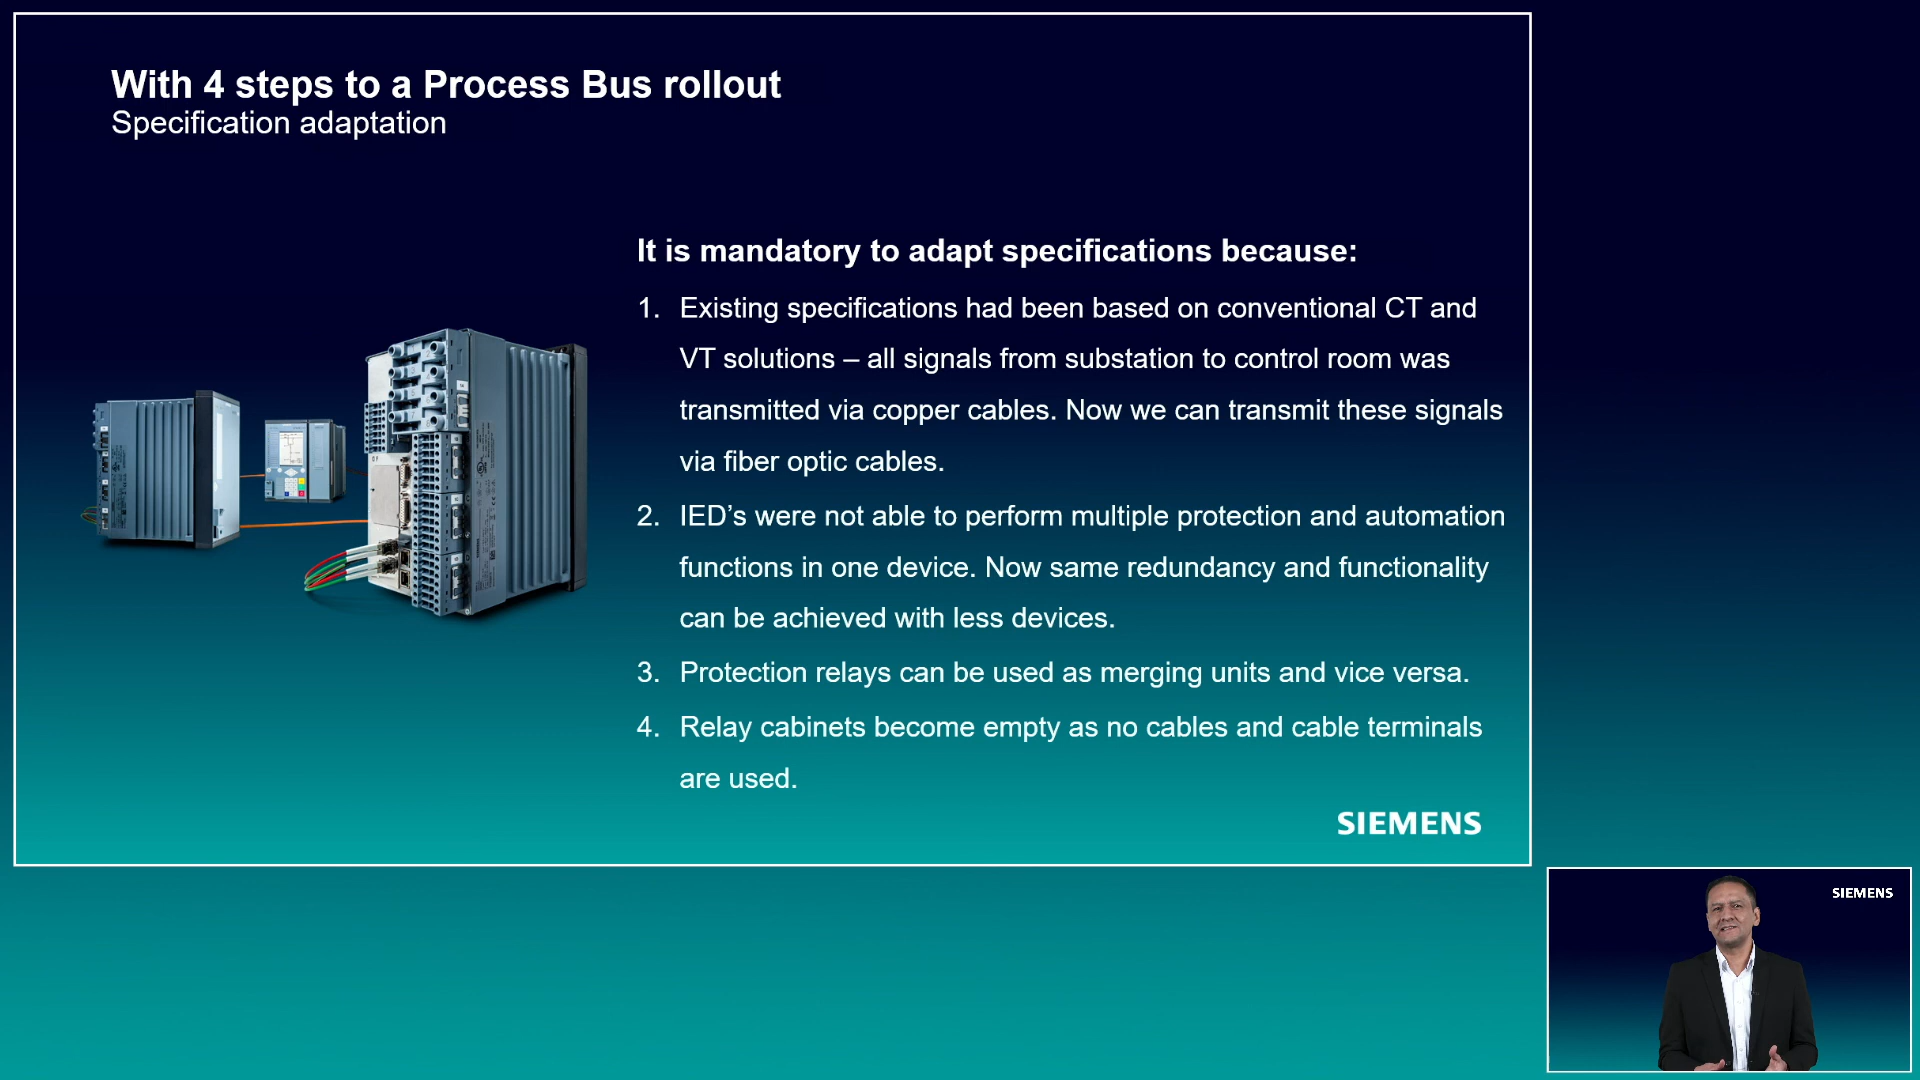 With 4 steps to a Process Bus rollout
Specification adaptation
It is mandatory to adapt specifications because:
1. Existing specifications had been based on conventional CT and
VT solutions – all signals from substation to control room was
transmitted via copper cables. Now we can transmit these signals
via fiber optic cables.
2. IED’s were not able to perform multiple protection and automation
functions in one device. Now same redundancy and functionality
can be achieved with less devices.
3. Protection relays can be used as merging units and vice versa.
4. Relay cabinets become empty as no cables and cable terminals
are used.
SIEMENS
SIEMENS